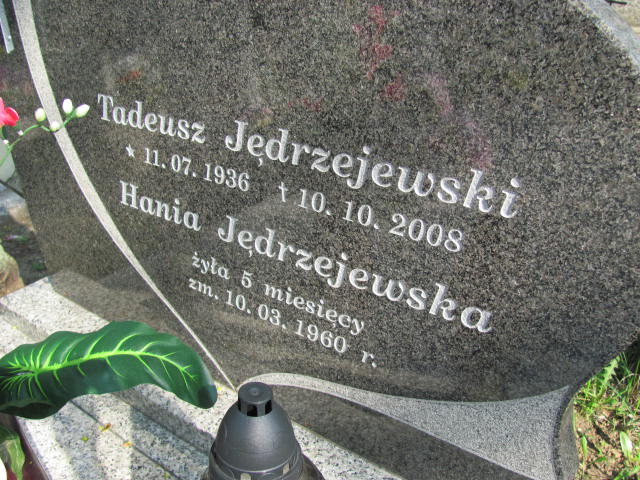 Tadeusz Jędrzejewski
* 11.07.1936 † 10.10.2008
Hania Jędrzejewska
żyła 5 miesięcy
zm. 10.03.1960 r.